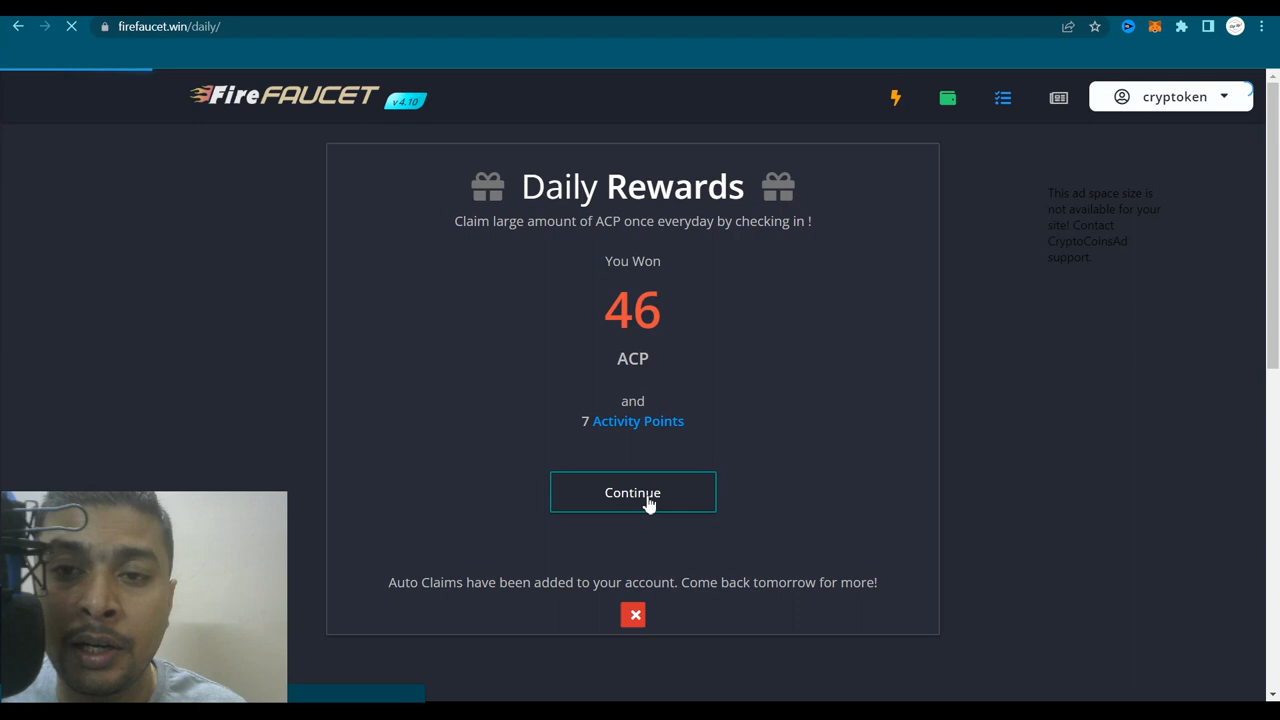 firefaucet.win/daily/
FireFAUCET v 4.10
cryptoken
Daily Rewards
Claim large amount of ACP once everyday by checking in !
You Won
46
ACP
and
7 Activity Points
Continue
Auto Claims have been added to your account. Come back tomorrow for more!
This ad space size is
not available for your
site! Contact
CryptoCoinsAd
support.